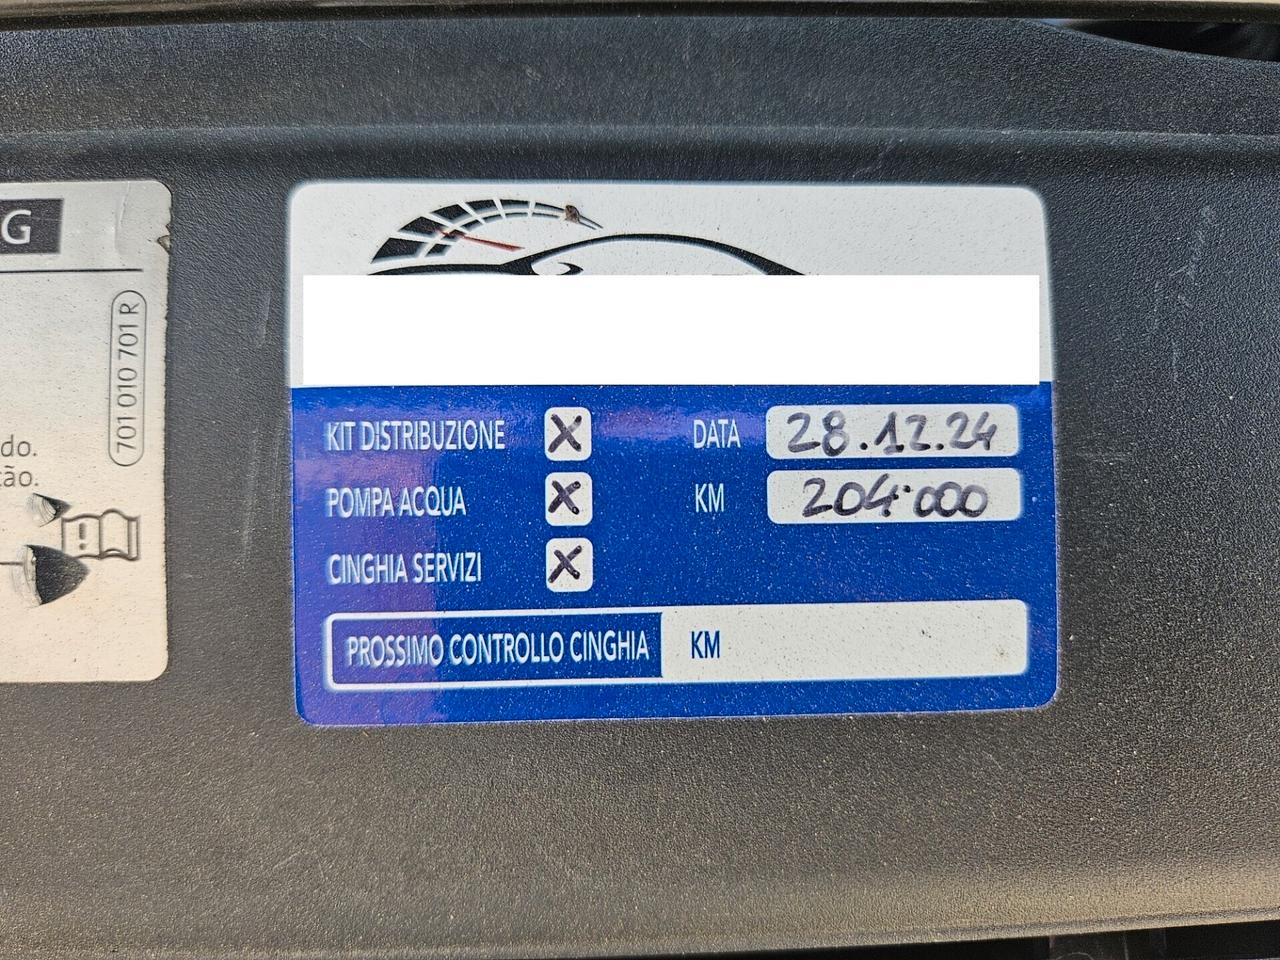 G
701 010 701 R
do.
ção.
KIT DISTRIBUZIONE X DATA 28.12.24
POMPA ACQUA X KM 204.000
CINGHIA SERVIZI X
PROSSIMO CONTROLLO CINGHIA KM